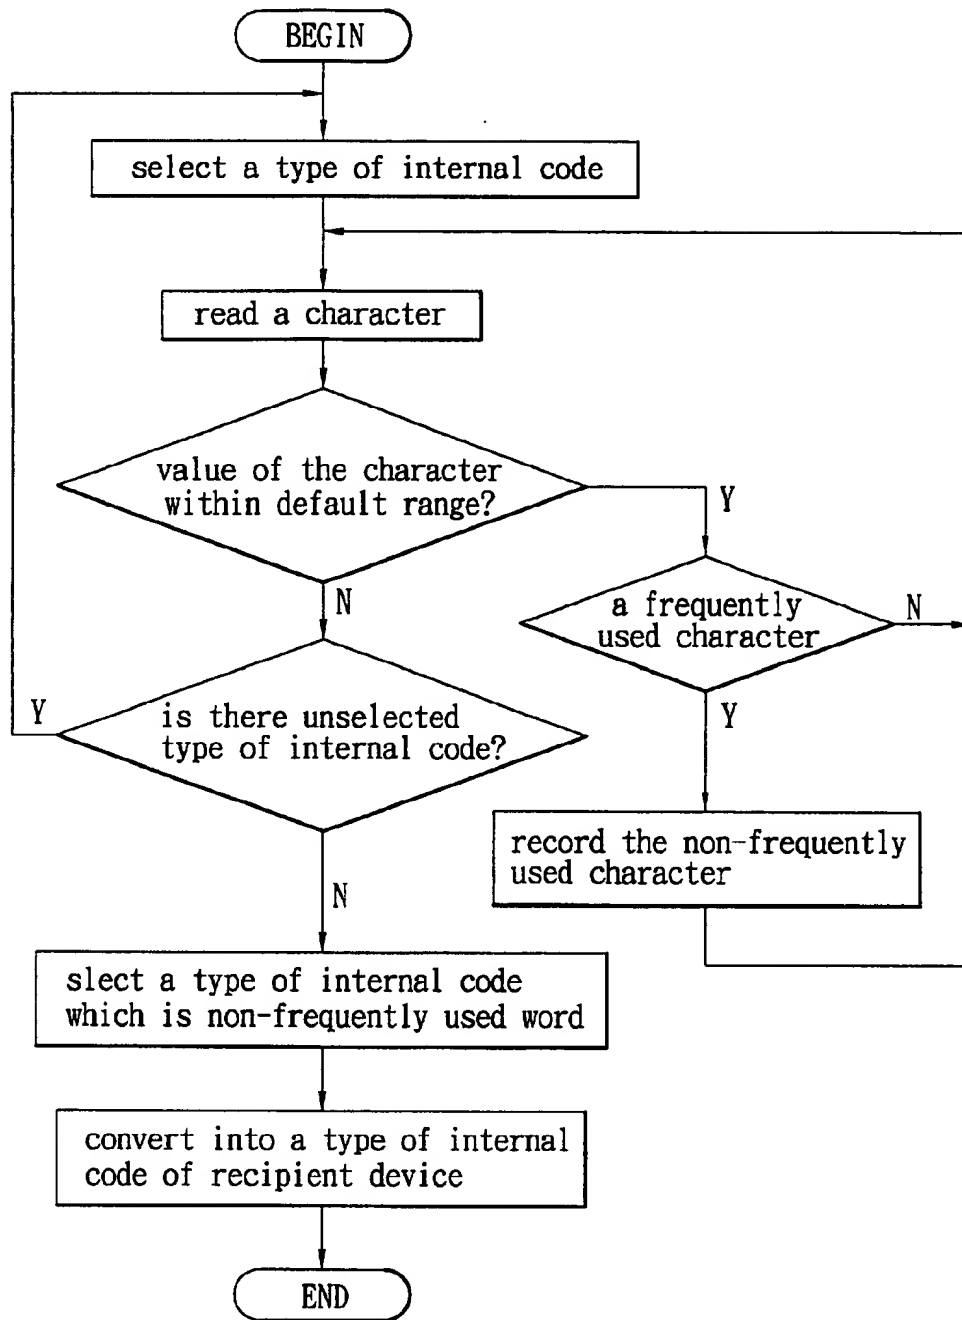 BEGIN
select a type of internal code
read a character
value of the character
within default range?
Y
N
a frequently
used character
N
Y
Y
is there unselected
type of internal code?
record the non-frequently
used character
N
slect a type of internal code
which is non-frequently used word
convert into a type of internal
code of recipient device
END